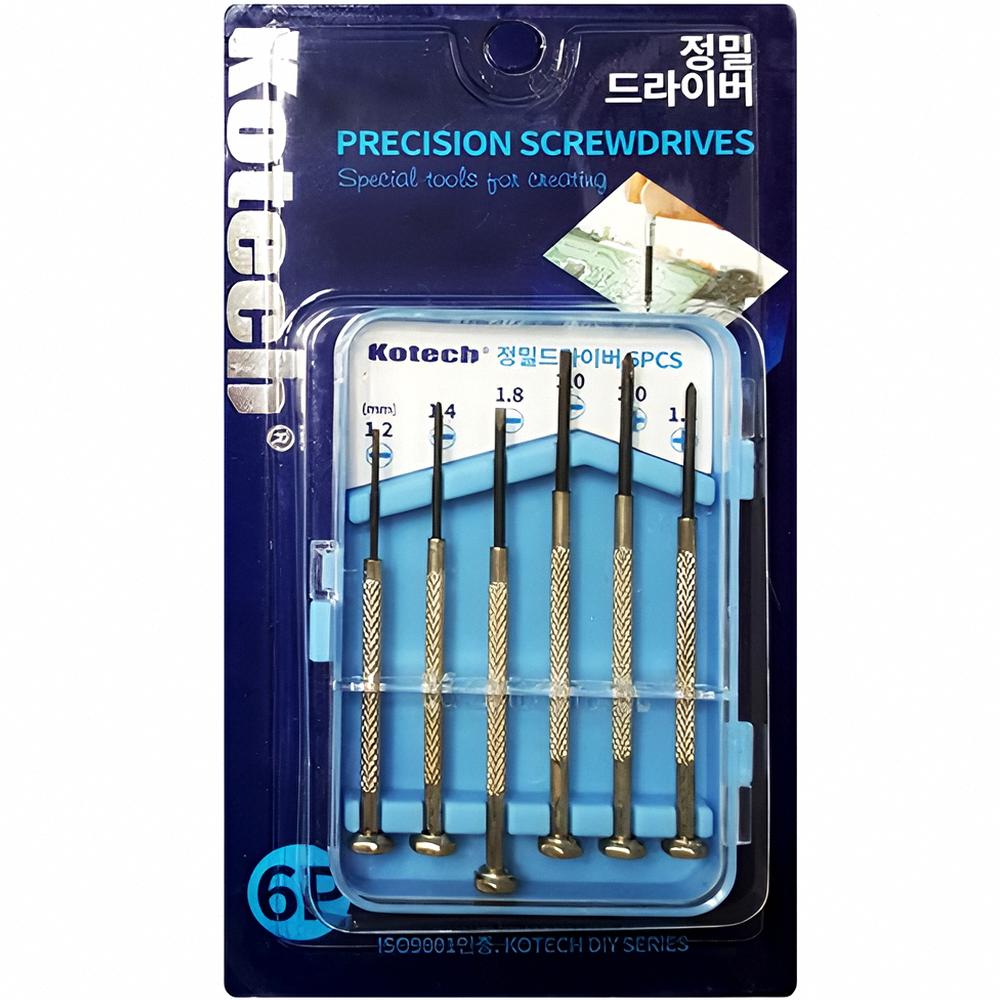 Kotech®
정밀
드라이버
PRECISION SCREWDRIVES
Special tools for creating
Kotech® 정밀드라이버 6PCS
(mm)
1.2
1.4
1.8
6P
ISO9001인증. KOTECH DIY SERIES